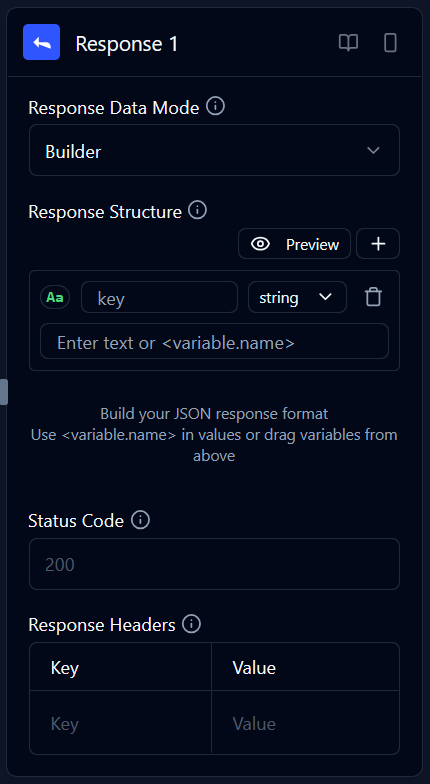 Response 1
Response Data Mode
Builder
Response Structure
Preview
Aa key string
Enter text or <variable.name>
Build your JSON response format
Use <variable.name> in values or drag variables from
above
Status Code
200
Response Headers
Key Value
Key Value